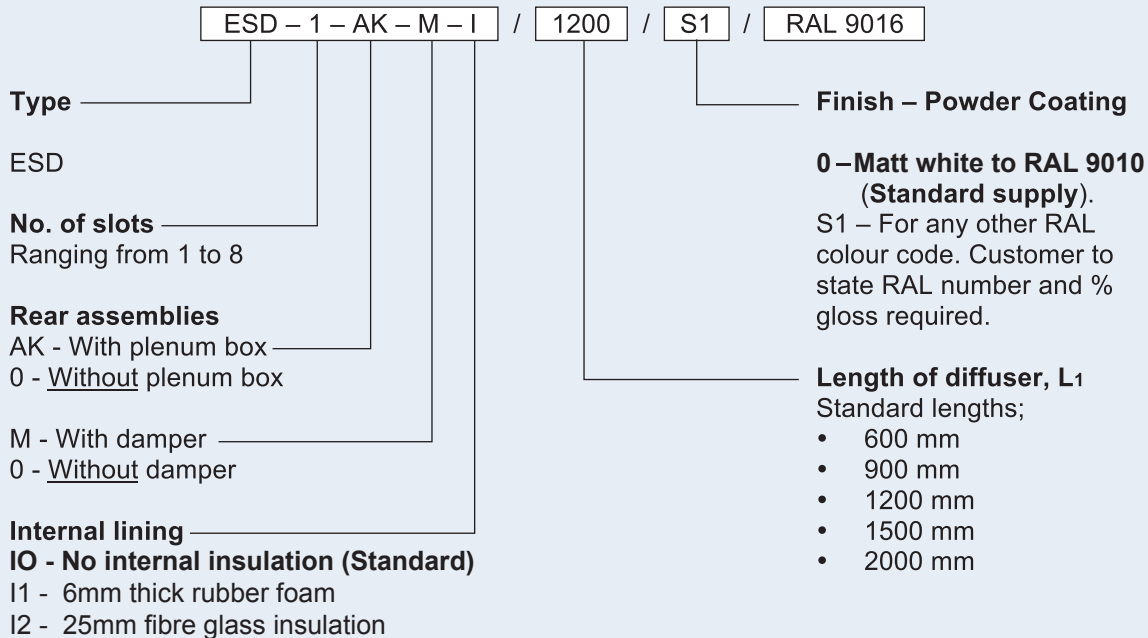 ESD – 1 – AK – M – I / 1200 / S1 / RAL 9016
Type
ESD
No. of slots
Ranging from 1 to 8
Rear assemblies
AK - With plenum box
0 - Without plenum box
M - With damper
0 - Without damper
Internal lining
IO - No internal insulation (Standard)
I1 - 6mm thick rubber foam
I2 - 25mm fibre glass insulation
Finish – Powder Coating
0 – Matt white to RAL 9010
(Standard supply).
S1 – For any other RAL
colour code. Customer to
state RAL number and %
gloss required.
Length of diffuser, L1
Standard lengths;
• 600 mm
• 900 mm
• 1200 mm
• 1500 mm
• 2000 mm